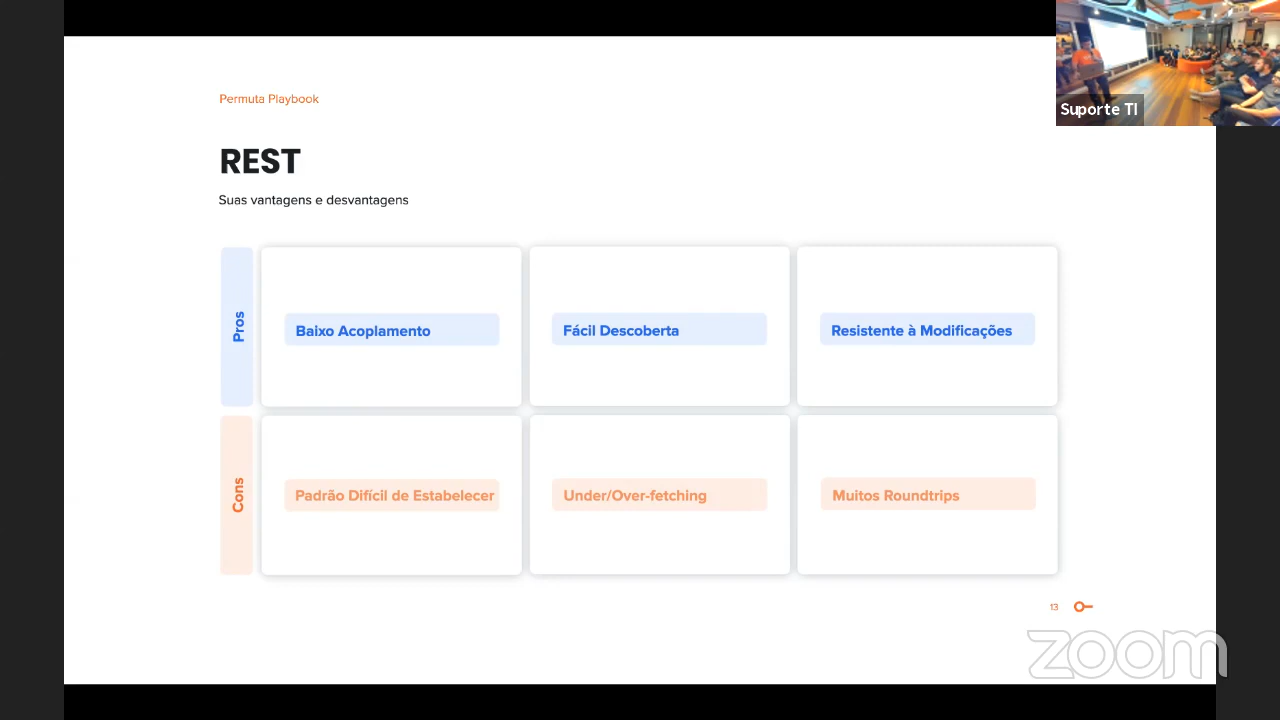 Permuta Playbook
Suporte TI
REST
Suas vantagens e desvantagens
Pros
Baixo Acoplamento
Fácil Descoberta
Resistente à Modificações
Cons
Padrão Difícil de Estabelecer
Under/Over-fetching
Muitos Roundtrips
13
zoom